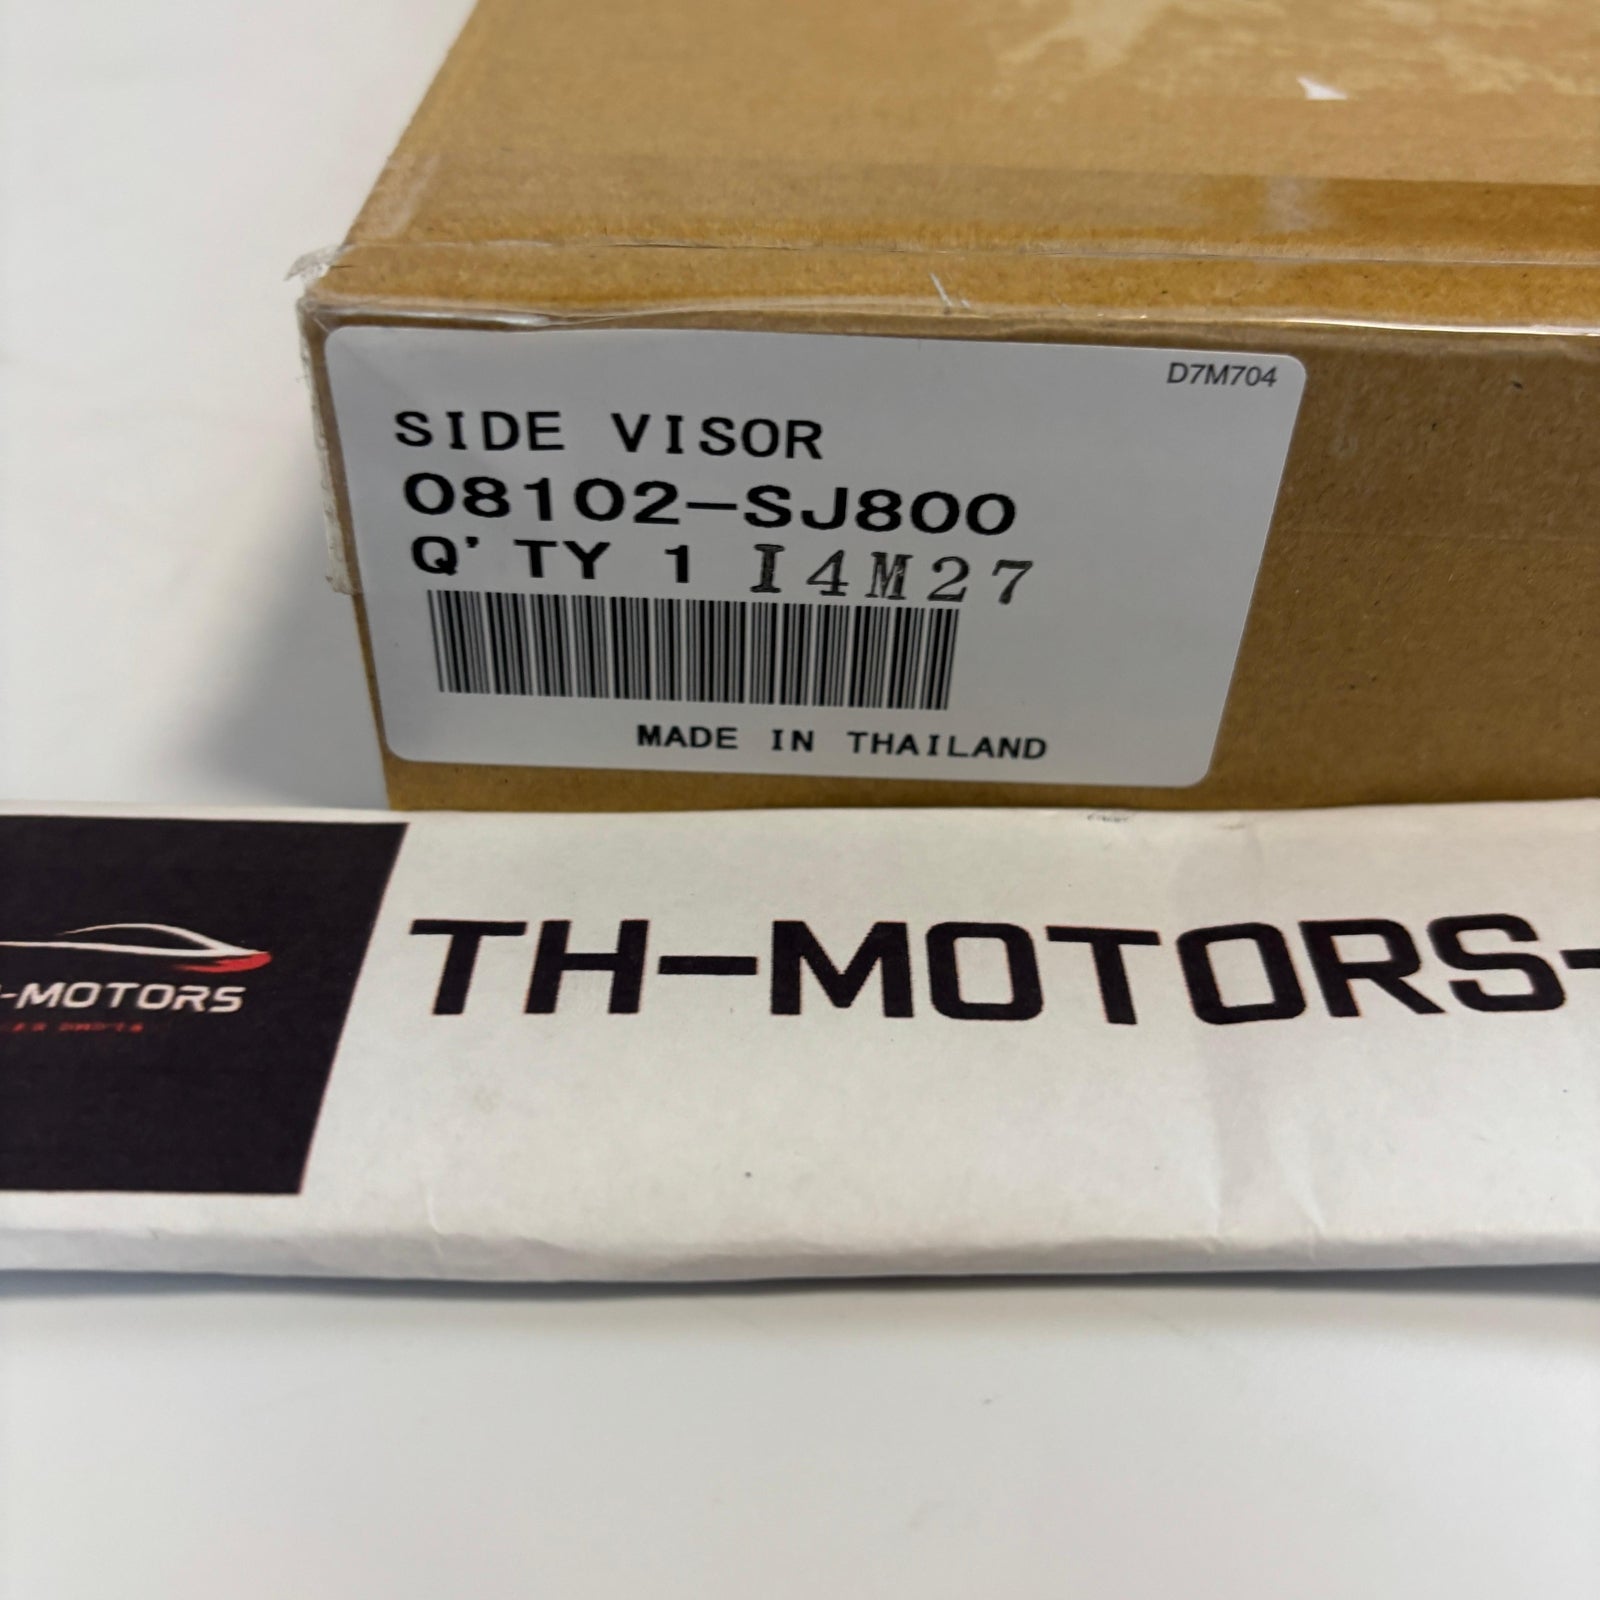 D7M704
SIDE VISOR
08102-SJ800
Q'TY 1 I4M27
MADE IN THAILAND
TH-MOTORS-
-MOTORS